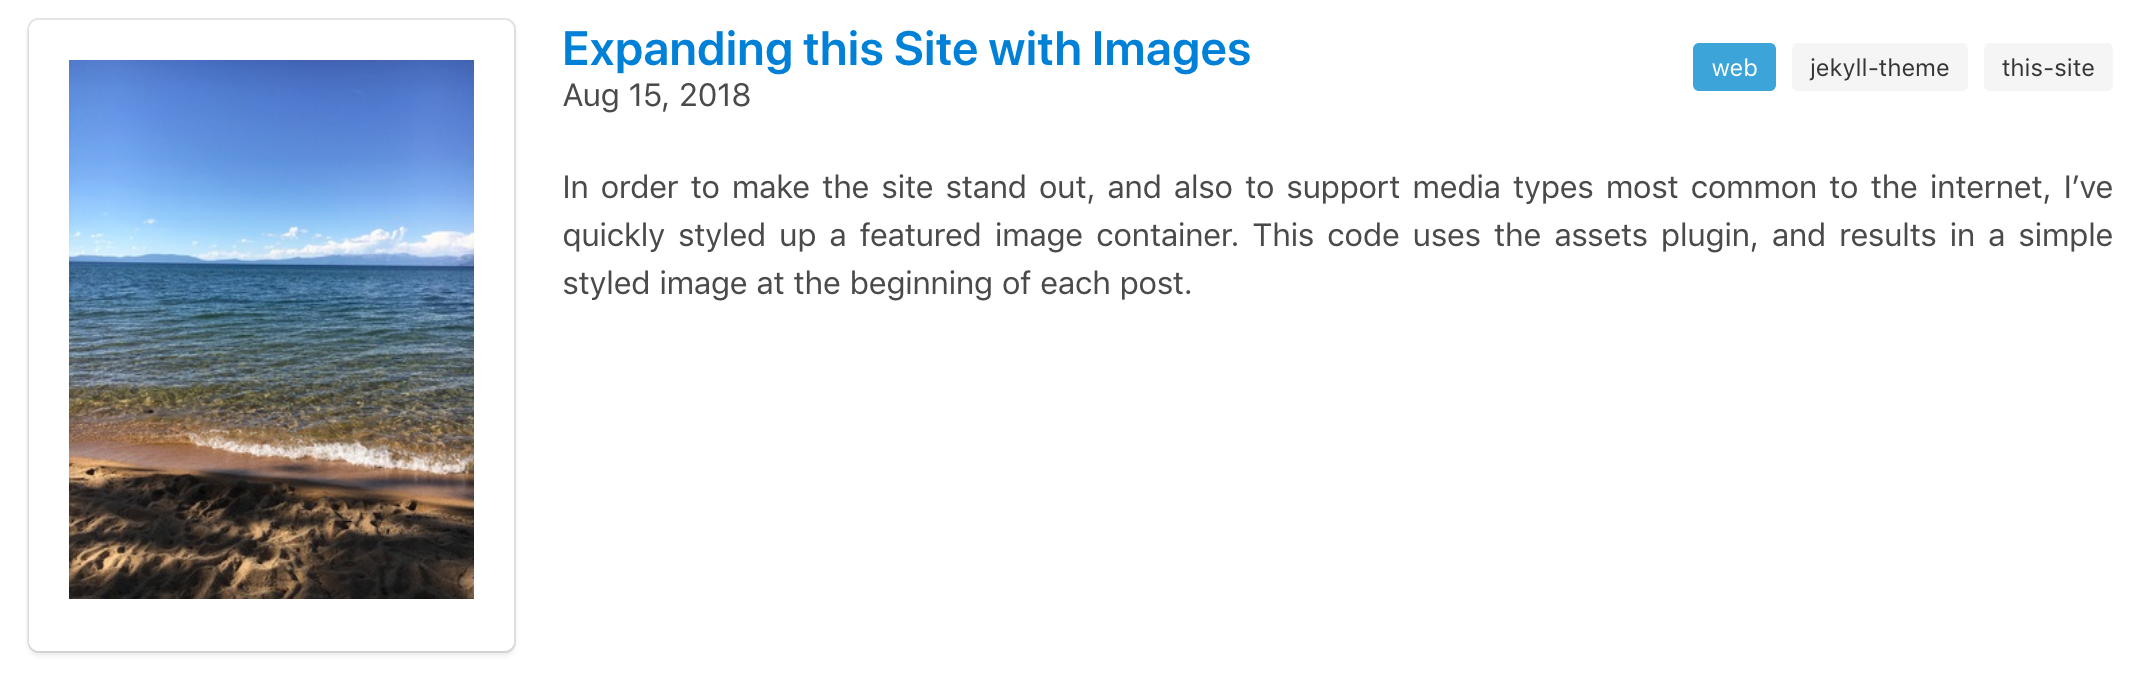 Expanding this Site with Images
web
jekyll-theme
this-site
Aug 15, 2018
In order to make the site stand out, and also to support media types most common to the internet, I’ve
quickly styled up a featured image container. This code uses the assets plugin, and results in a simple
styled image at the beginning of each post.